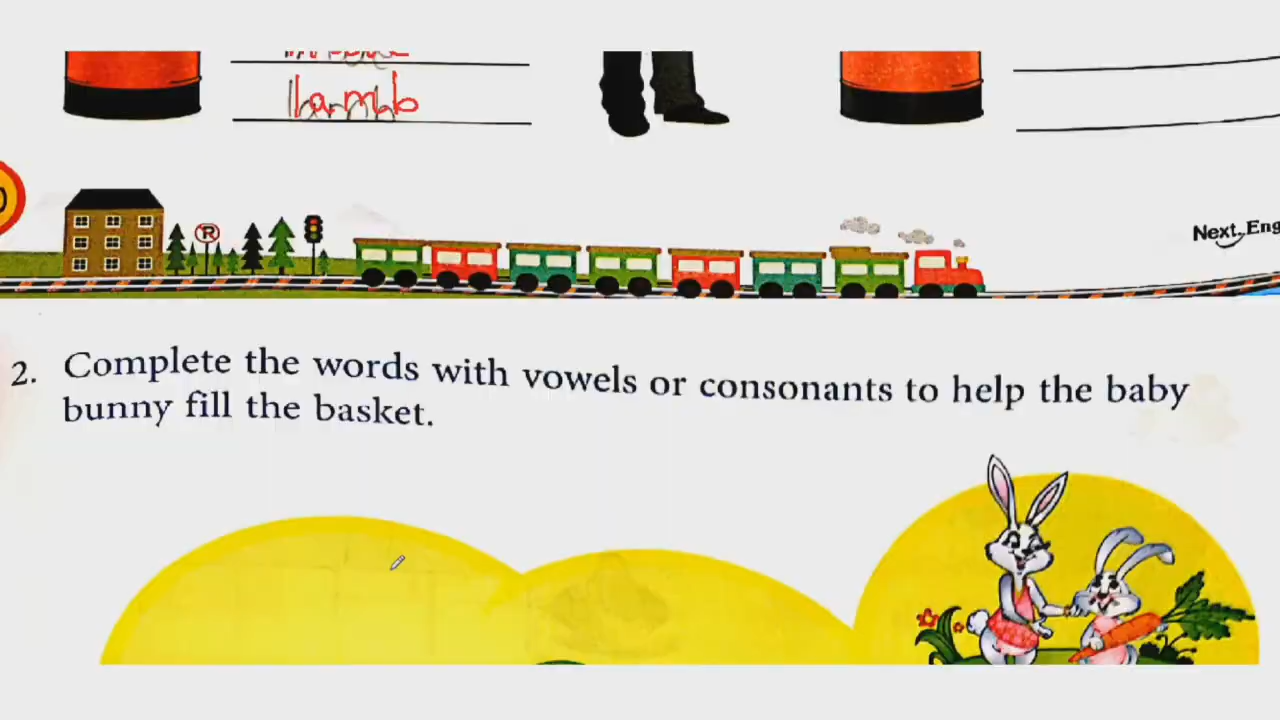 lamb
Next, Eng
2. Complete the words with vowels or consonants to help the baby
bunny fill the basket.